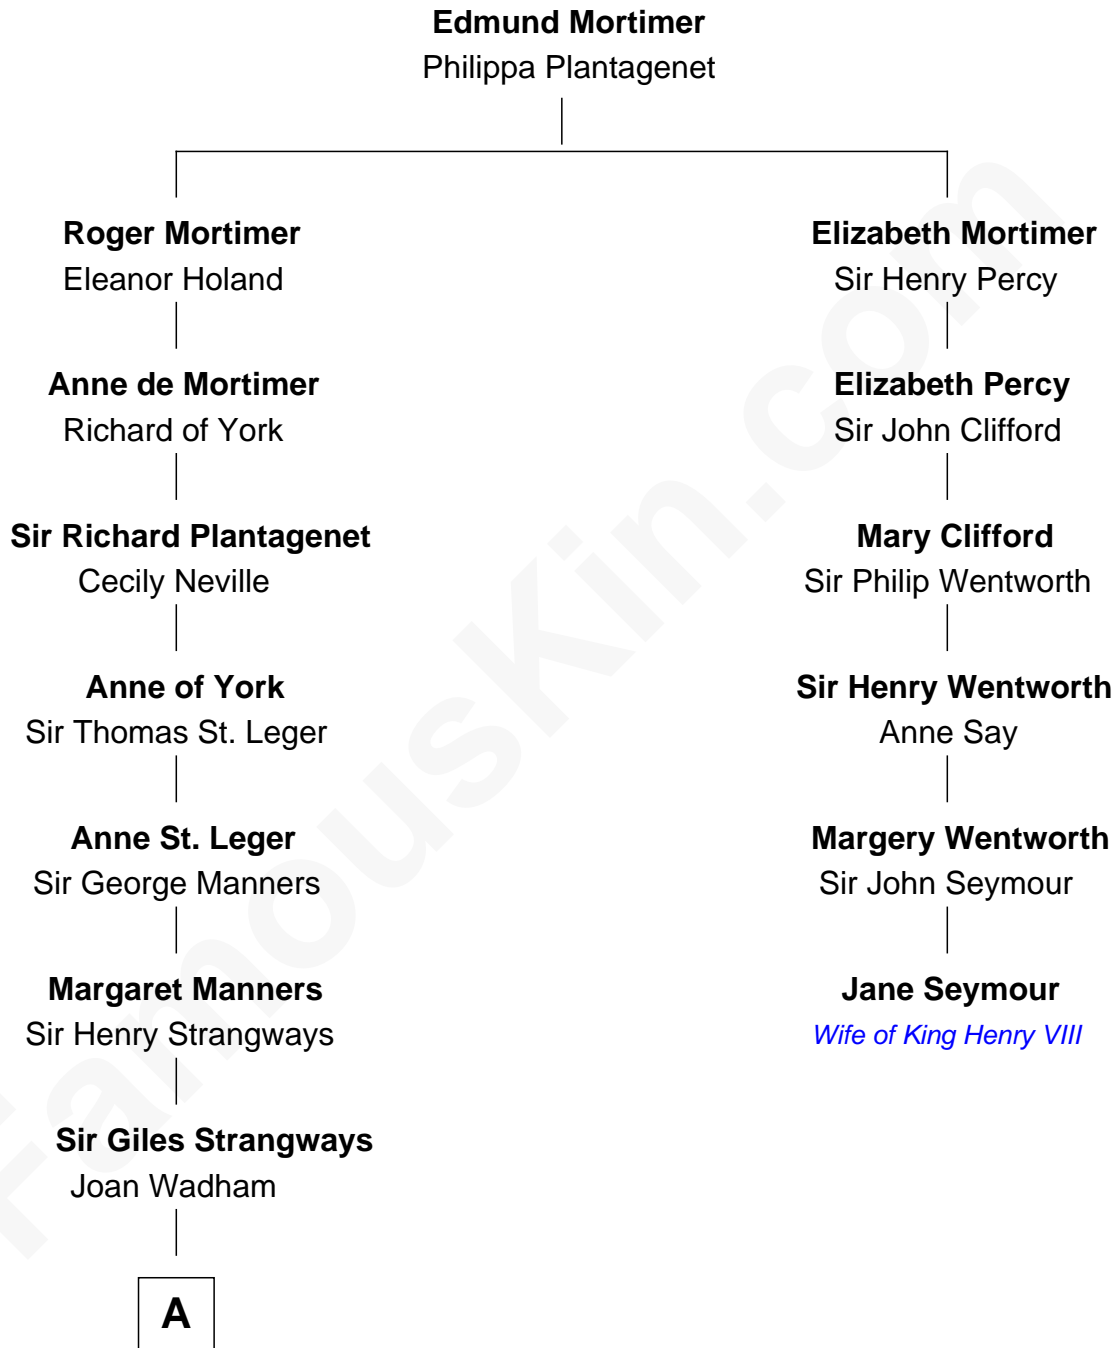 Edmund Mortimer
Philippa Plantagenet
Roger Mortimer
Eleanor Holand
Elizabeth Mortimer
Sir Henry Percy
Anne de Mortimer
Richard of York
Elizabeth Percy
Sir John Clifford
Sir Richard Plantagenet
Cecily Neville
Mary Clifford
Sir Philip Wentworth
Anne of York
Sir Thomas St. Leger
Sir Henry Wentworth
Anne Say
Anne St. Leger
Sir George Manners
Margery Wentworth
Sir John Seymour
Margaret Manners
Sir Henry Strangways
Jane Seymour
Wife of King Henry VIII
Sir Giles Strangways
Joan Wadham
A
FamousKin.com